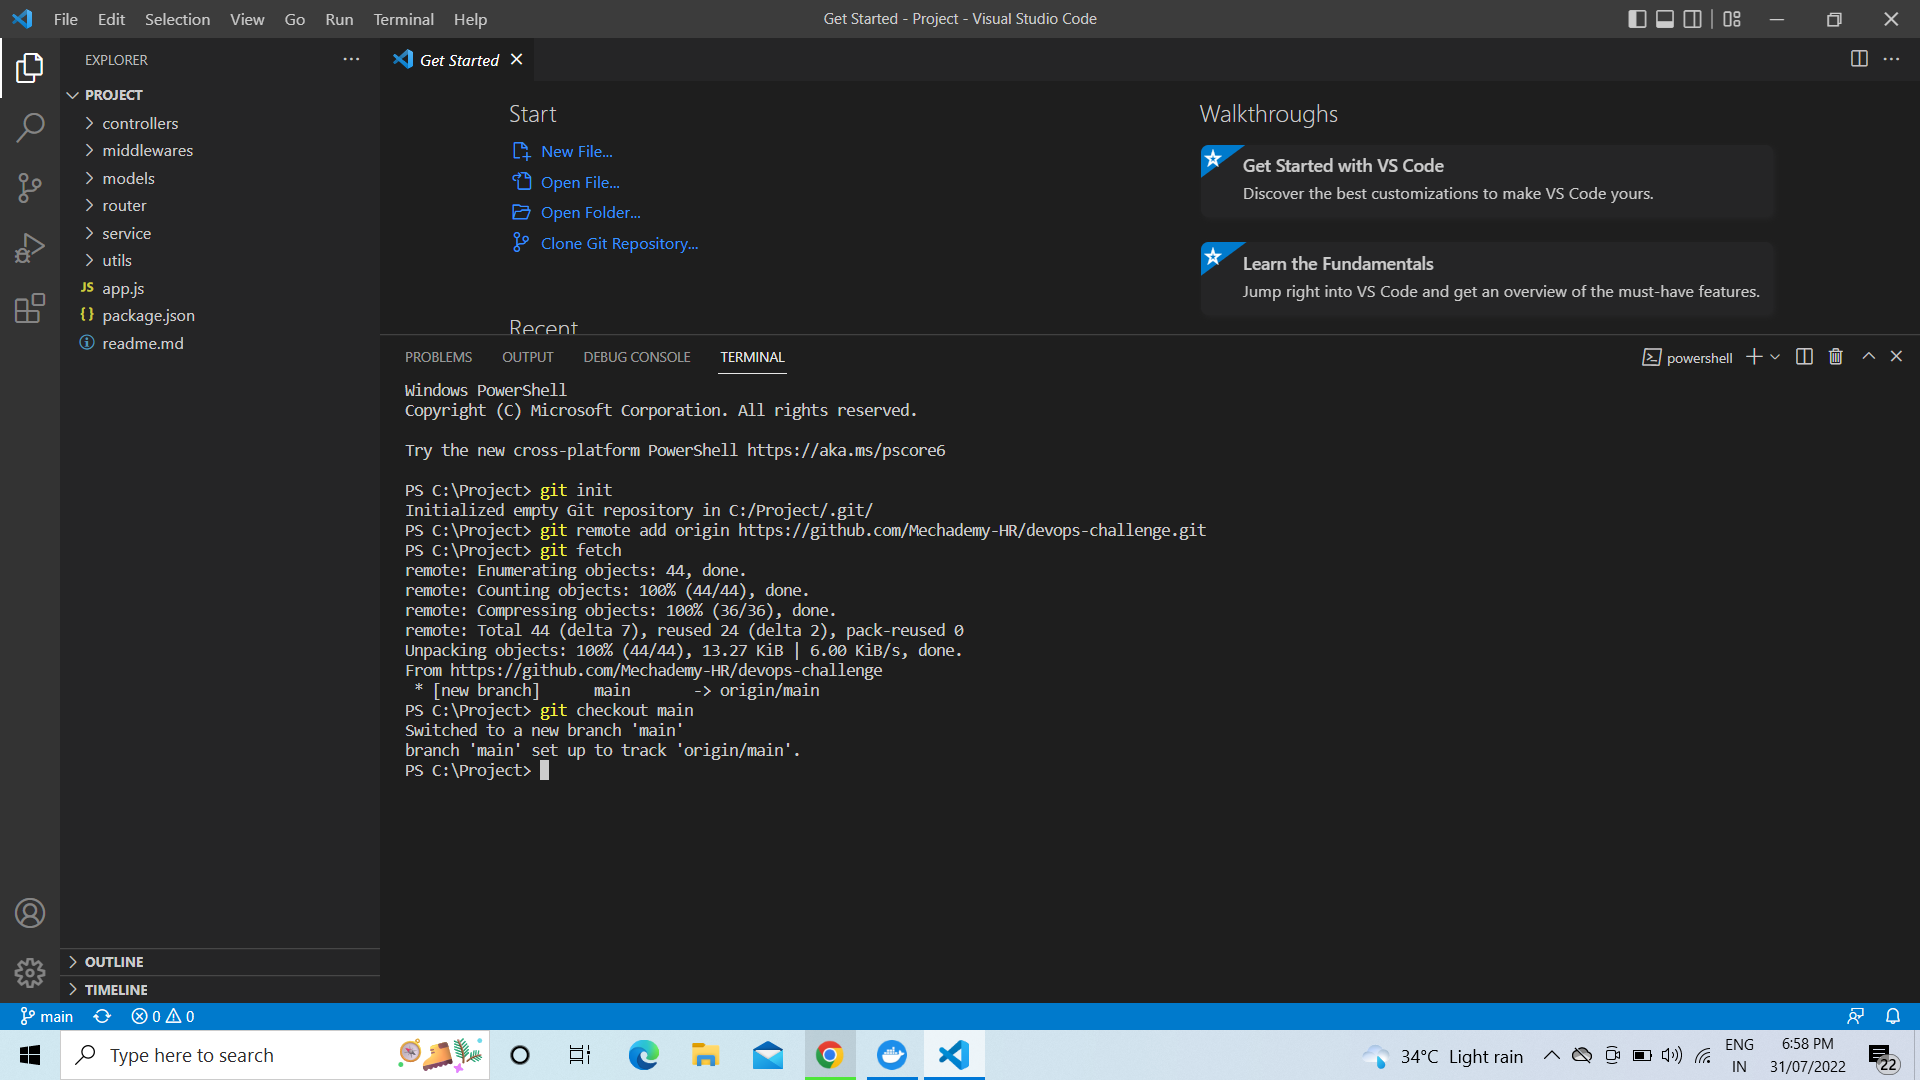 File Edit Selection View Go Run Terminal Help
Get Started - Project - Visual Studio Code
EXPLORER
PROJECT
controllers
middlewares
models
router
service
utils
JS app.js
{} package.json
readme.md
OUTLINE
TIMELINE
Get Started
Start
New File...
Open File...
Open Folder...
Clone Git Repository...
Recent
Walkthroughs
Get Started with VS Code
Discover the best customizations to make VS Code yours.
Learn the Fundamentals
Jump right into VS Code and get an overview of the must-have features.
PROBLEMS OUTPUT DEBUG CONSOLE TERMINAL
powershell
Windows PowerShell
Copyright (C) Microsoft Corporation. All rights reserved.
Try the new cross-platform PowerShell https://aka.ms/pscore6
PS C:\Project> git init
Initialized empty Git repository in C:/Project/.git/
PS C:\Project> git remote add origin https://github.com/Mechademy-HR/devops-challenge.git
PS C:\Project> git fetch
remote: Enumerating objects: 44, done.
remote: Counting objects: 100% (44/44), done.
remote: Compressing objects: 100% (36/36), done.
remote: Total 44 (delta 7), reused 24 (delta 2), pack-reused 0
Unpacking objects: 100% (44/44), 13.27 KiB | 6.00 KiB/s, done.
From https://github.com/Mechademy-HR/devops-challenge
 * [new branch]      main       -> origin/main
PS C:\Project> git checkout main
Switched to a new branch 'main'
branch 'main' set up to track 'origin/main'.
PS C:\Project>
main 0 0
Type here to search
34°C Light rain
ENG
IN
6:58 PM
31/07/2022
22